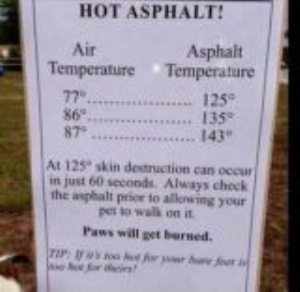 HOT ASPHALT!
Air Asphalt
Temperature Temperature
77°.................... 125°
86°.................... 135°
87°.................... 143°
At 125° skin destruction can occur
in just 60 seconds. Always check
the asphalt prior to allowing your
pet to walk on it.
Paws will get burned.
TIP: If it's too hot for your bare feet is
too hot for theirs!